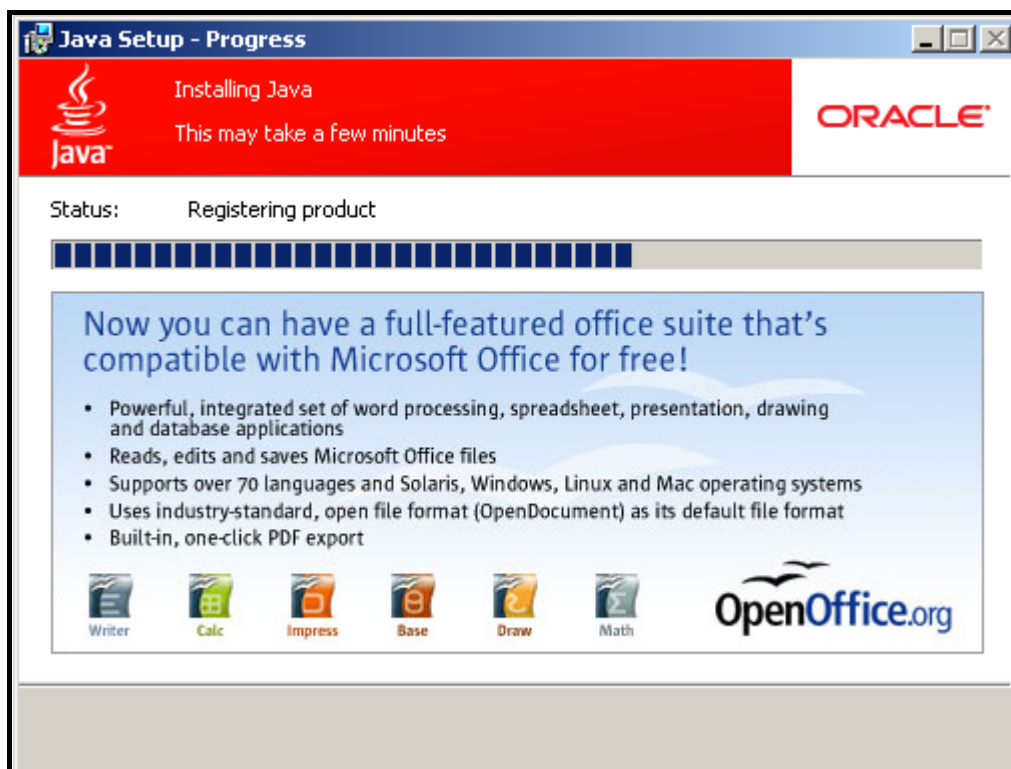 Java Setup - Progress
Installing Java
This may take a few minutes
Java
ORACLE
Status: Registering product
Now you can have a full-featured office suite that's
compatible with Microsoft Office for free!
• Powerful, integrated set of word processing, spreadsheet, presentation, drawing
and database applications
• Reads, edits and saves Microsoft Office files
• Supports over 70 languages and Solaris, Windows, Linux and Mac operating systems
• Uses industry-standard, open file format (OpenDocument) as its default file format
• Built-in, one-click PDF export
Writer Calc Impress Base Draw Math
OpenOffice.org